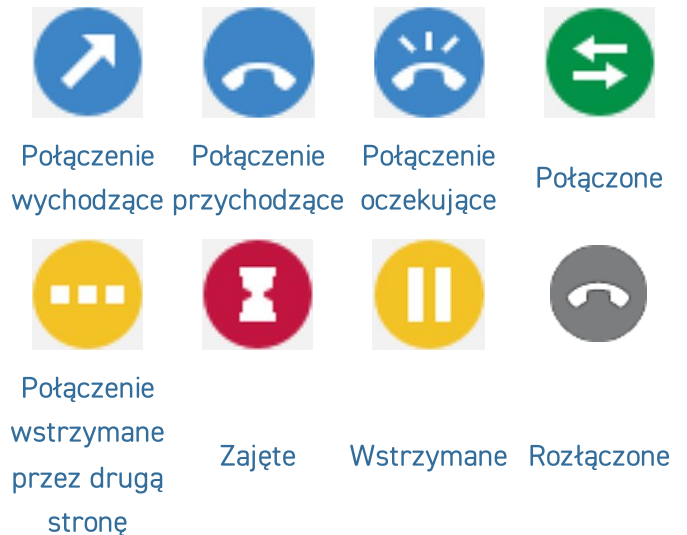 Połączenie
wychodzące
Połączenie
przychodzące
Połączenie
oczekujące
Połączone
Połączenie
wstrzymane
przez drugą
stronę
Zajęte
Wstrzymane
Rozłączone